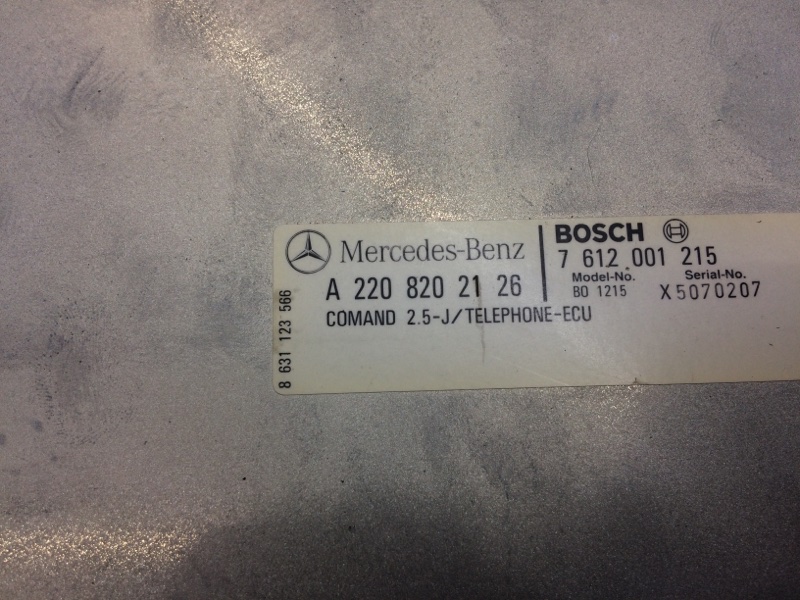 Mercedes-Benz
A 220 820 21 26
COMAND 2.5-J/TELEPHONE-ECU
BOSCH
7 612 001 215
Model-No. Serial-No.
BO 1215 X5070207
8 631 123 566